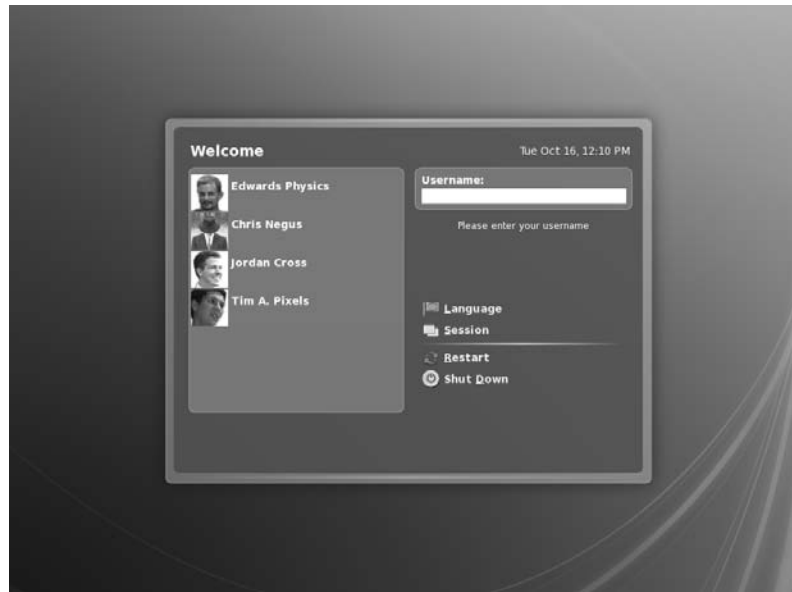 Welcome
Tue Oct 16, 12:10 PM
Edwards Physics
Chris Negus
Jordan Cross
Tim A. Pixels
Username:
Please enter your username
Language
Session
Restart
Shut Down